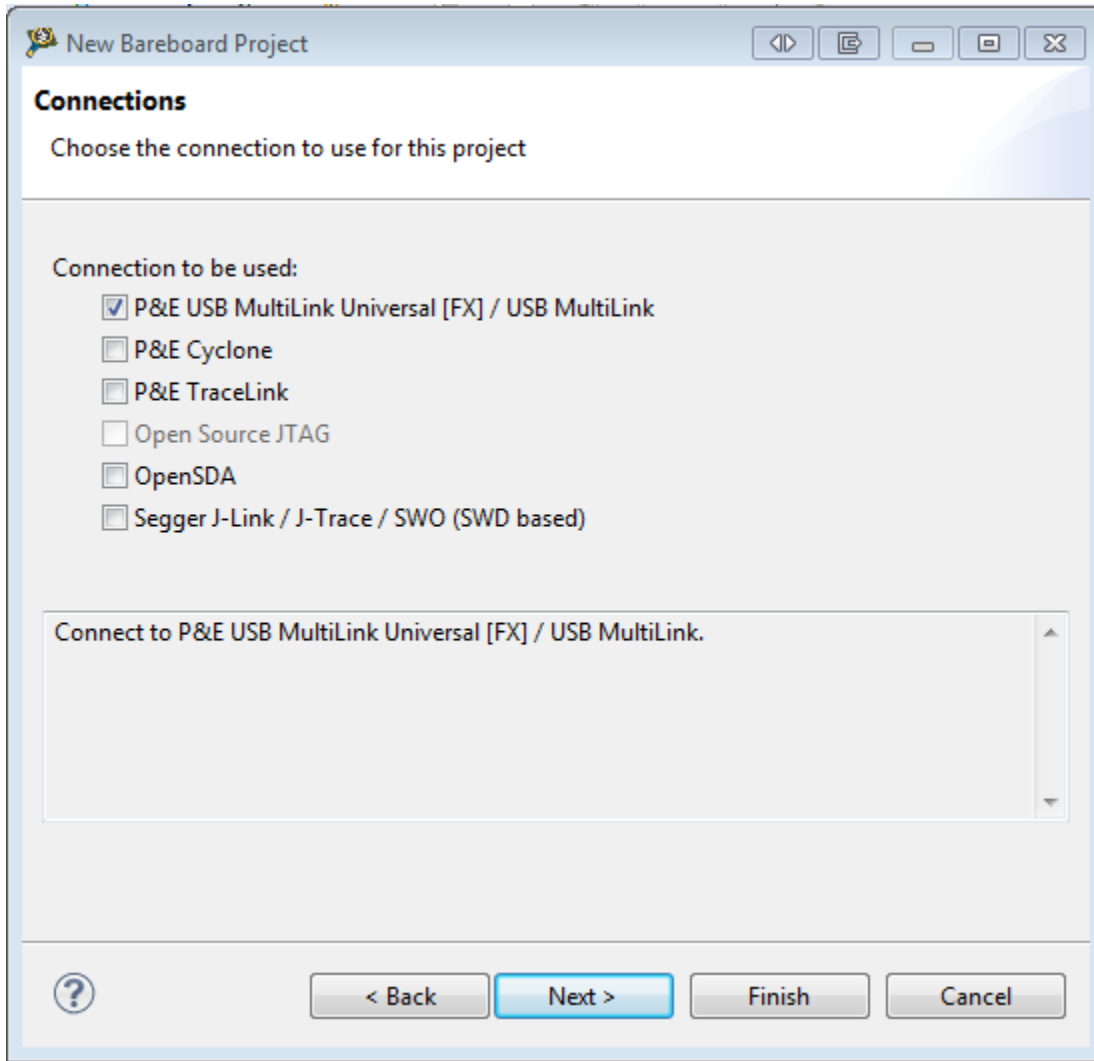 New Bareboard Project
Connections
Choose the connection to use for this project
Connection to be used:
P&E USB MultiLink Universal [FX] / USB MultiLink
P&E Cyclone
P&E TraceLink
Open Source JTAG
OpenSDA
Segger J-Link / J-Trace / SWO (SWD based)
Connect to P&E USB MultiLink Universal [FX] / USB MultiLink.
?
< Back
Next >
Finish
Cancel